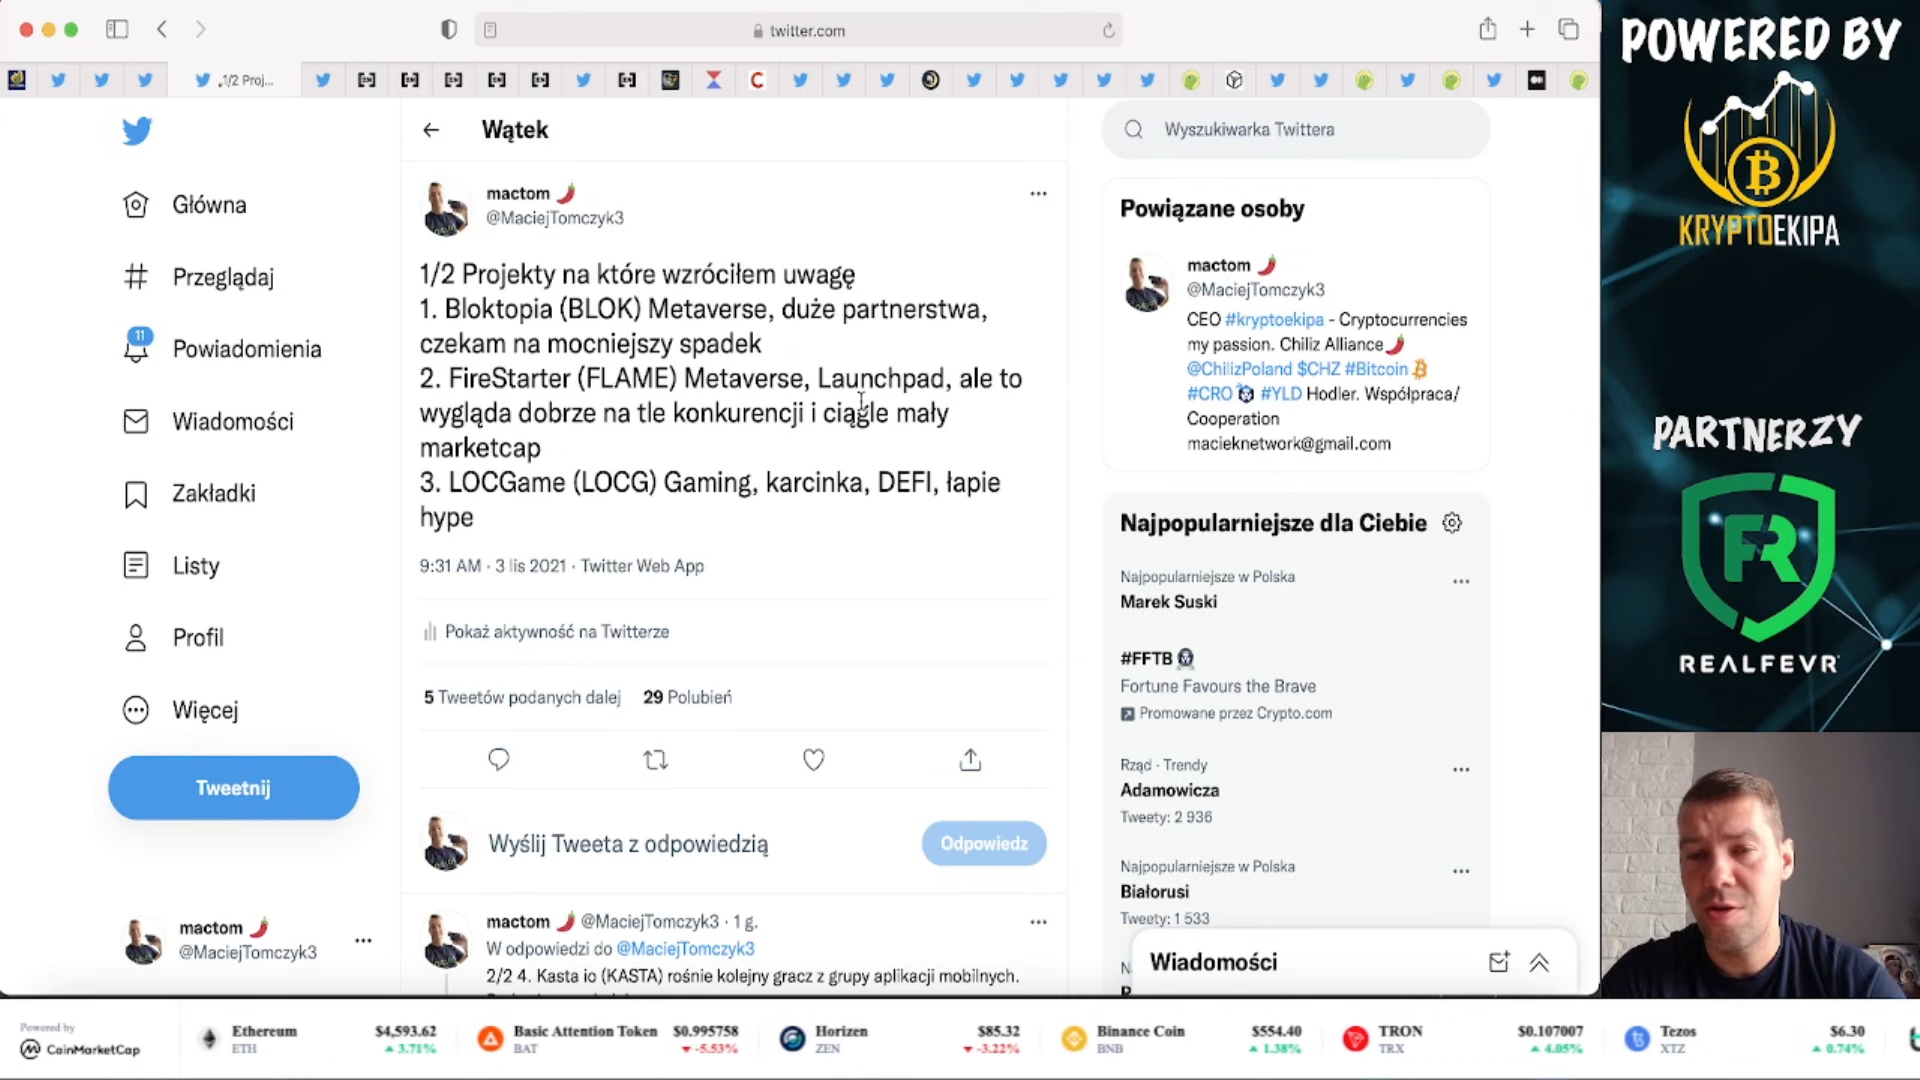 twitter.com
„1/2 Proj...
Główna
Przeglądaj
11
Powiadomienia
Wiadomości
Zakładki
Listy
Profil
Więcej
Tweetnij
mactom
@MaciejTomczyk3
Wątek
mactom
@MaciejTomczyk3
1/2 Projekty na które wzróciłem uwagę
1. Bloktopia (BLOK) Metaverse, duże partnerstwa,
czekam na mocniejszy spadek
2. FireStarter (FLAME) Metaverse, Launchpad, ale to
wygląda dobrze na tle konkurencji i ciągle mały
marketcap
3. LOCGame (LOCG) Gaming, karcinka, DEFI, łapie
hype
9:31 AM · 3 lis 2021 · Twitter Web App
Pokaż aktywność na Twitterze
5 Tweetów podanych dalej 29 Polubień
Wyślij Tweeta z odpowiedzią
Odpowiedz
mactom @MaciejTomczyk3 · 1 g.
W odpowiedzi do @MaciejTomczyk3
2/2 4. Kasta io (KASTA) rośnie kolejny gracz z grupy aplikacji mobilnych.
Wyszukiwarka Twittera
Powiązane osoby
mactom
@MaciejTomczyk3
CEO #kryptoekipa - Cryptocurrencies
my passion. Chiliz Alliance
@ChilizPoland $CHZ #Bitcoin
#CRO #YLD Hodler. Współpraca/
Cooperation
macieknetwork@gmail.com
Najpopularniejsze dla Ciebie
Najpopularniejsze w Polska
Marek Suski
#FFTB
Fortune Favours the Brave
Promowane przez Crypto.com
Rząd · Trendy
Adamowicza
Tweety: 2 936
Najpopularniejsze w Polska
Białorusi
Tweety: 1 533
Wiadomości
POWERED BY
KRYPTOEKIPA
PARTNERZY
FR
REALFEVR
Powered by
CoinMarketCap
Ethereum $4,593.62
ETH 3.71%
Basic Attention Token $0.995758
BAT -5.53%
Horizen $85.32
ZEN -3.22%
Binance Coin $554.40
BNB 1.38%
TRON $0.107007
TRX 4.05%
Tezos $6.30
XTZ 0.74%